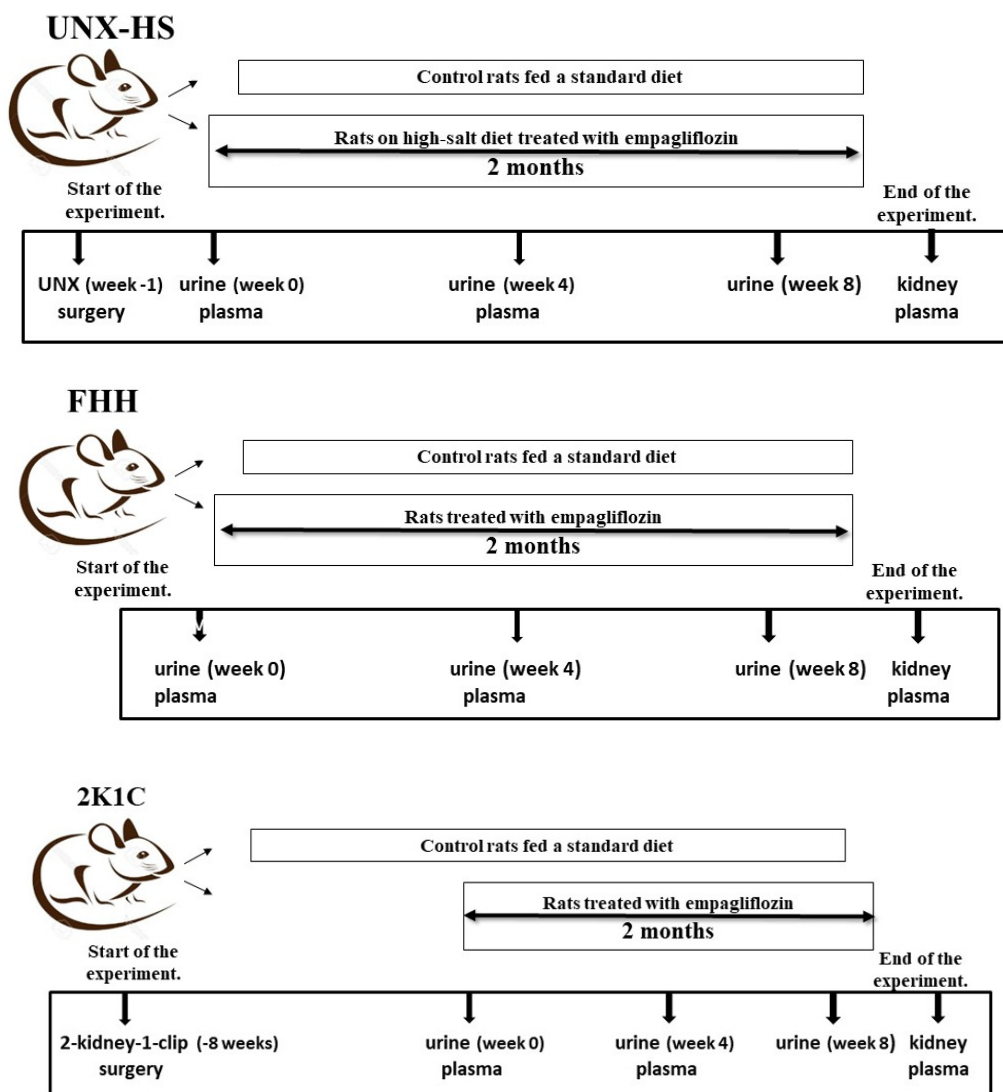 UNX-HS
Control rats fed a standard diet
Rats on high-salt diet treated with empagliflozin
2 months
Start of the
experiment.
End of the
experiment.
UNX (week -1)
surgery
urine (week 0)
plasma
urine (week 4)
plasma
urine (week 8)
kidney
plasma
FHH
Control rats fed a standard diet
Rats treated with empagliflozin
2 months
Start of the
experiment.
End of the
experiment.
urine (week 0)
plasma
urine (week 4)
plasma
urine (week 8)
kidney
plasma
2K1C
Control rats fed a standard diet
Rats treated with empagliflozin
2 months
Start of the
experiment.
End of the
experiment.
2-kidney-1-clip (-8 weeks)
surgery
urine (week 0)
plasma
urine (week 4)
plasma
urine (week 8)
kidney
plasma